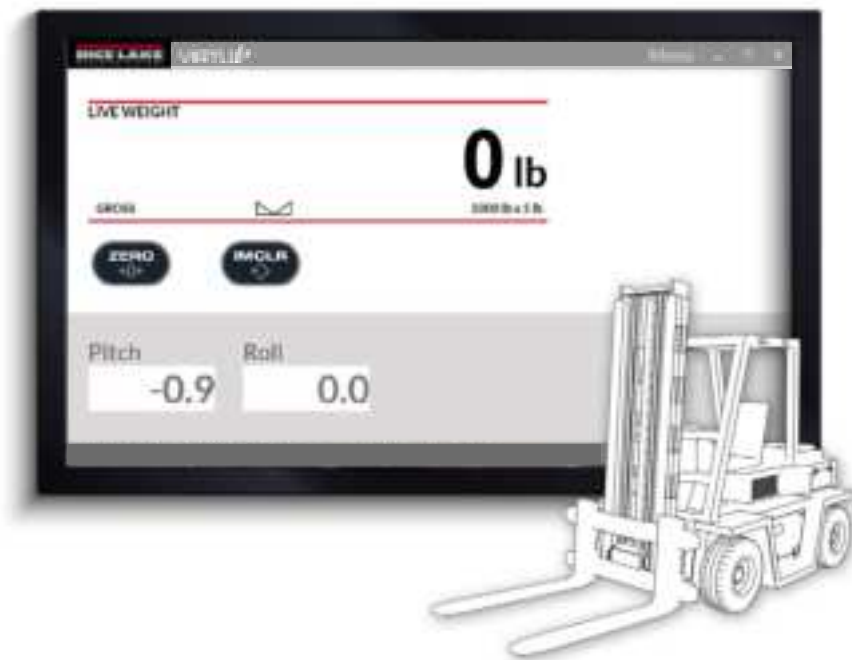 RICE LAKE
LIVE WEIGHT
0 lb
GROSS
ZERO
IMCLR
Pitch
Roll
-0.9
0.0